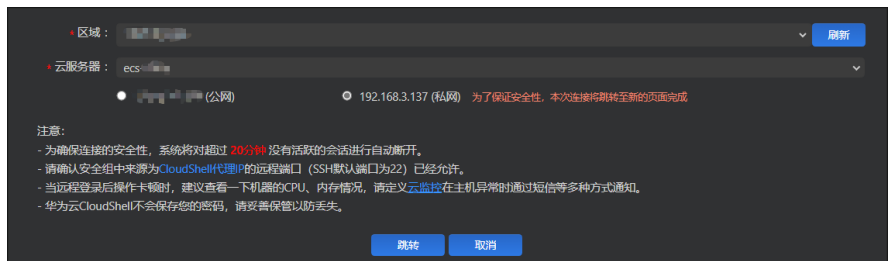 * 区域：
刷新
* 云服务器： ecs-
(公网) 192.168.3.137 (私网) 为了保证安全性，本次连接将跳转至新的页面完成
注意:
- 为确保连接的安全性，系统将对超过 20分钟 没有活跃的会话进行自动断开。
- 请确认安全组中来源为CloudShell代理IP的远程端口（SSH默认端口为22）已经允许。
- 当远程登录后操作卡顿时，建议查看一下机器的CPU、内存情况，请定义云监控在主机异常时通过短信等多种方式通知。
- 华为云CloudShell不会保存您的密码，请妥善保管以防丢失。
跳转 取消